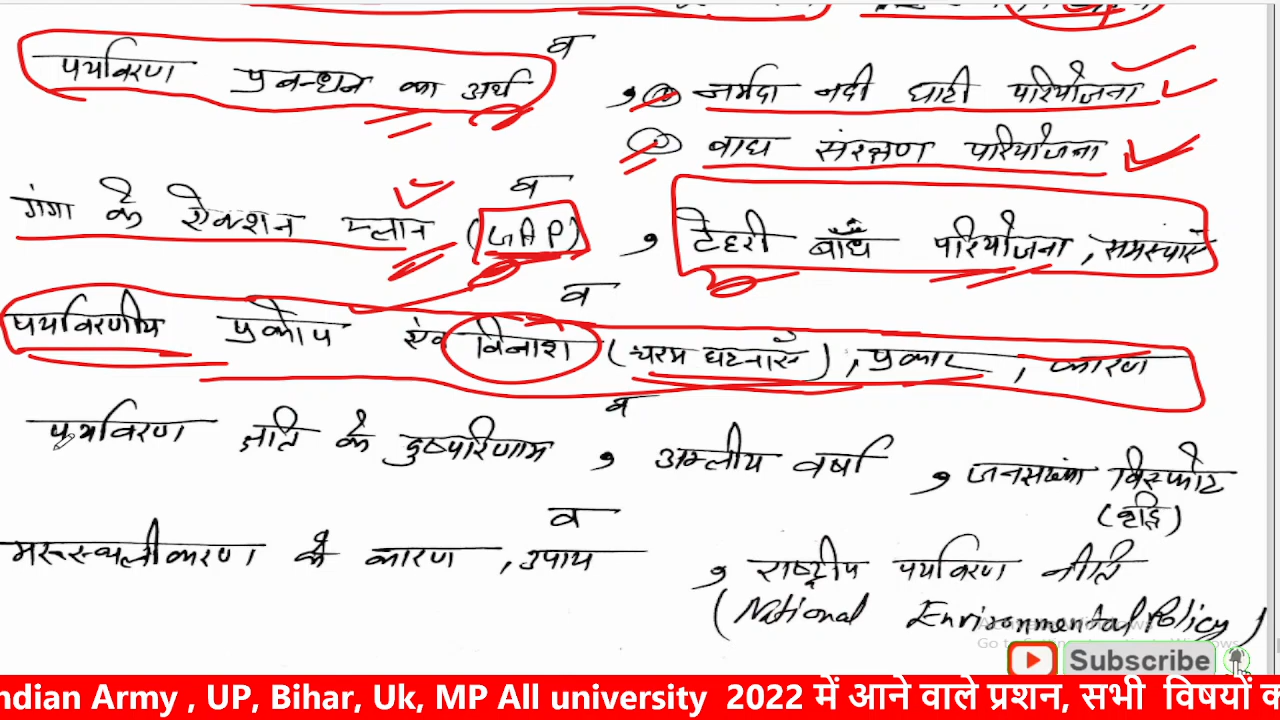 व
पर्यावरण प्रबन्धन का अर्थ , नर्मदा नदी घाटी परियोजना
बाघ संरक्षण परियोजना
व
गंगा के ऐक्शन प्लान (GAP) , टेहरी बाँध परियोजना , समस्याएँ
व
पर्यावरणीय प्रकोप एंव विनाश (चरम घटनाएँ) , प्रकार , कारण
व
पर्यावरण क्षति के दुष्परिणाम , अम्लीय वर्षा , जनसख्या विस्फोट
(वृद्धि)
व
मरुस्थलीकरण के कारण , उपाय , राष्ट्रीय पर्यावरण नीति
(National Environmental Policy)
Subscribe
ndian Army , UP, Bihar, Uk, MP All university 2022 में आने वाले प्रशन, सभी विषयों क